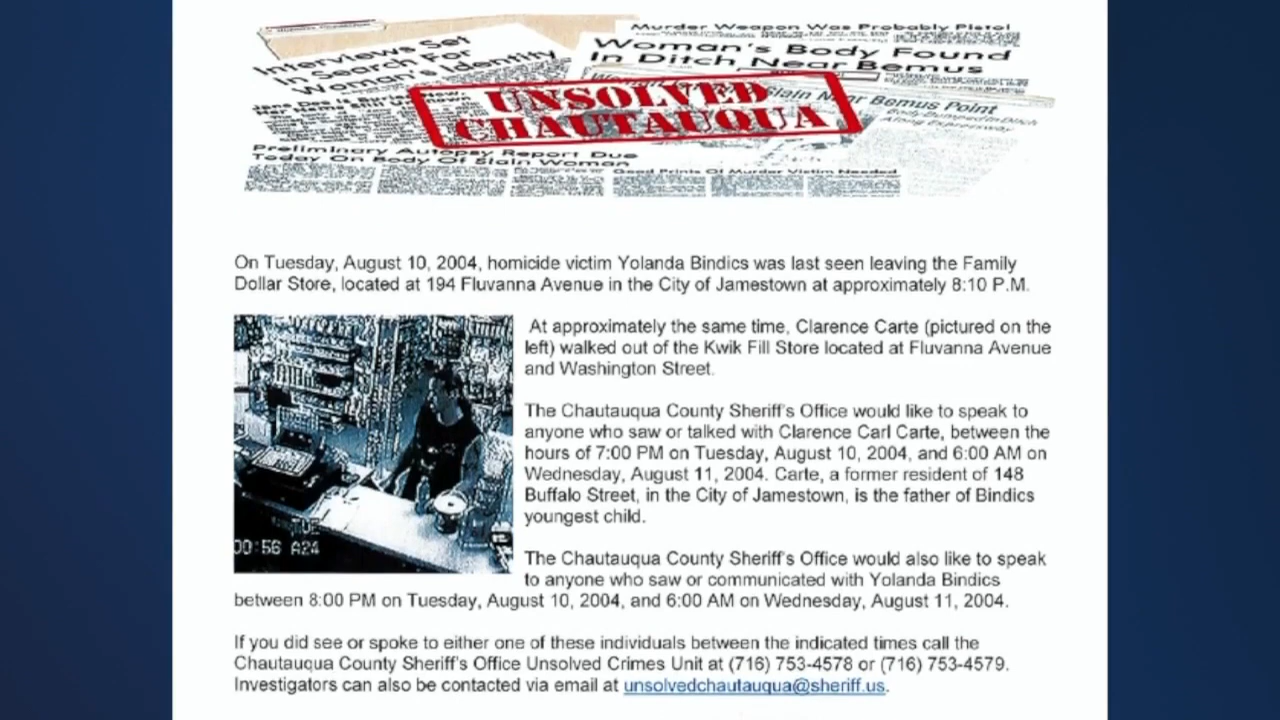 Interviews Set
In Search For
Woman's Identity
Murder Weapon Was Probably Pistol
Woman's Body Found
In Ditch Near Bemus
Slain Near Bemus Point
Body Dumped in Ditch
Along Expressway
UNSOLVED
CHAUTAUQUA
Preliminary Autopsy Report Due
Today On Body Of Slain Woman
Good Prints Of Murder Victim Needed
On Tuesday, August 10, 2004, homicide victim Yolanda Bindics was last seen leaving the Family
Dollar Store, located at 194 Fluvanna Avenue in the City of Jamestown at approximately 8:10 P.M.
At approximately the same time, Clarence Carte (pictured on the
left) walked out of the Kwik Fill Store located at Fluvanna Avenue
and Washington Street.
The Chautauqua County Sheriff's Office would like to speak to
anyone who saw or talked with Clarence Carl Carte, between the
hours of 7:00 PM on Tuesday, August 10, 2004, and 6:00 AM on
Wednesday, August 11, 2004. Carte, a former resident of 148
Buffalo Street, in the City of Jamestown, is the father of Bindics
youngest child.
TUE
00:56 A24
The Chautauqua County Sheriff's Office would also like to speak
to anyone who saw or communicated with Yolanda Bindics
between 8:00 PM on Tuesday, August 10, 2004, and 6:00 AM on Wednesday, August 11, 2004.
If you did see or spoke to either one of these individuals between the indicated times call the
Chautauqua County Sheriff's Office Unsolved Crimes Unit at (716) 753-4578 or (716) 753-4579.
Investigators can also be contacted via email at unsolvedchautauqua@sheriff.us.